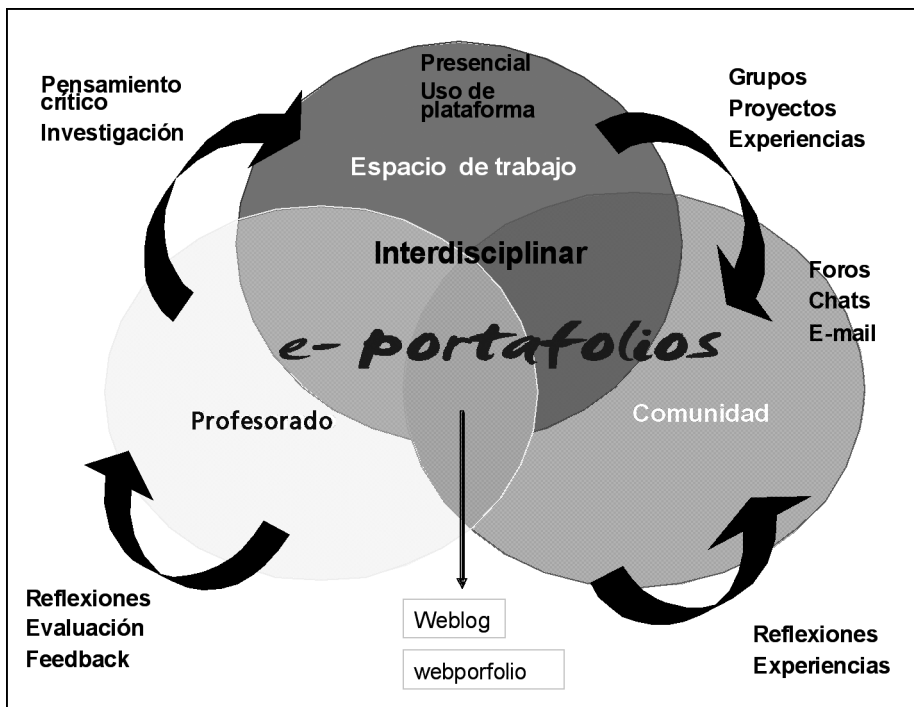 Pensamiento
crítico
Investigación
Presencial
Uso de
plataforma
Grupos
Proyectos
Experiencias
Espacio de trabajo
Interdisciplinar
Foros
Chats
E-mail
e- portafolios
Profesorado
Comunidad
Reflexiones
Evaluación
Feedback
Weblog
webporfolio
Reflexiones
Experiencias